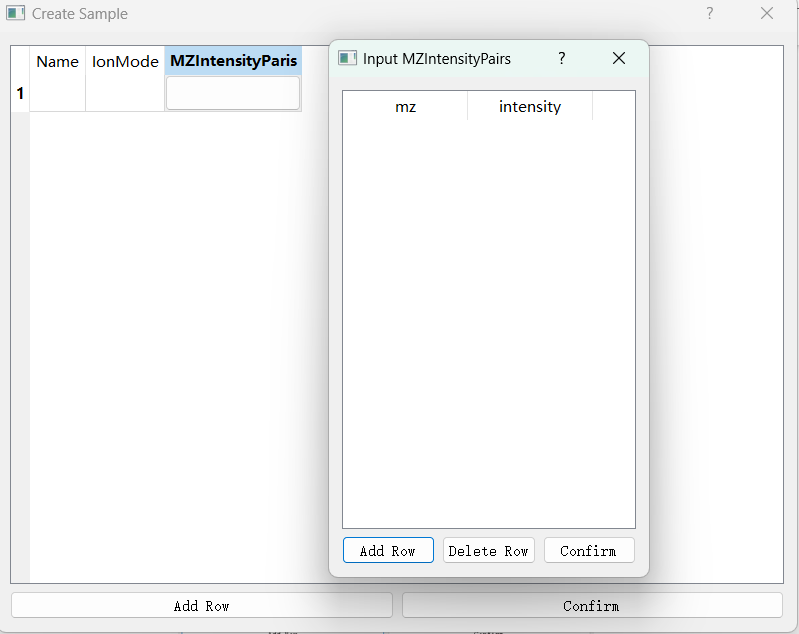 Create Sample
?
Name IonMode MZIntensityParis
1
Input MZIntensityPairs ?
mz intensity
Add Row Delete Row Confirm
Add Row Confirm